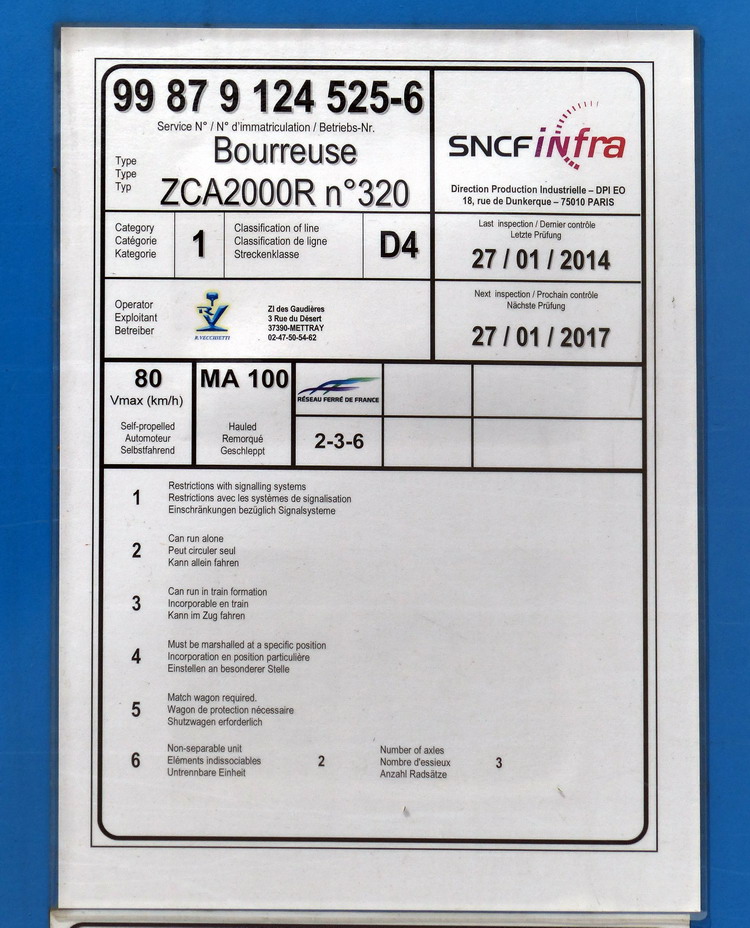 99 87 9 124 525-6
Service N° / N° d'immatriculation / Betriebs-Nr.
Type
Type
Typ
Bourreuse
ZCA2000R n°320
SNCF infra
Direction Production Industrielle – DPI EO
18, rue de Dunkerque – 75010 PARIS
Category
Catégorie
Kategorie
1
Classification of line
Classification de ligne
Streckenklasse
D4
Last inspection / Dernier contrôle
Letzte Prüfung
27 / 01 / 2014
Operator
Exploitant
Betreiber
R.VECCHIETTI
ZI des Gaudières
3 Rue du Désert
37390-METTRAY
02-47-50-54-62
Next inspection / Prochain contrôle
Nächste Prüfung
27 / 01 / 2017
80
Vmax (km/h)
Self-propelled
Automoteur
Selbstfahrend
MA 100
Hauled
Remorqué
Geschleppt
RÉSEAU FERRÉ DE FRANCE
2-3-6
1
Restrictions with signalling systems
Restrictions avec les systèmes de signalisation
Einschränkungen bezüglich Signalsysteme
2
Can run alone
Peut circuler seul
Kann allein fahren
3
Can run in train formation
Incorporable en train
Kann im Zug fahren
4
Must be marshalled at a specific position
Incorporation en position particulière
Einstellen an besonderer Stelle
5
Match wagon required.
Wagon de protection nécessaire
Shutzwagen erforderlich
6
Non-separable unit
Eléments indissociables
Untrennbare Einheit
2
Number of axles
Nombre d'essieux
Anzahl Radsätze
3